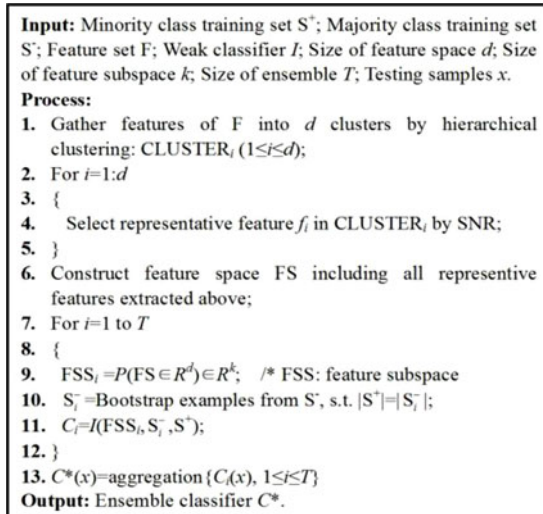 Input: Minority class training set S⁺; Majority class training set
S⁻; Feature set F; Weak classifier I; Size of feature space d; Size
of feature subspace k; Size of ensemble T; Testing samples x.
Process:
1. Gather features of F into d clusters by hierarchical
clustering: CLUSTERᵢ (1≤i≤d);
2. For i=1:d
3. {
4. Select representative feature fᵢ in CLUSTERᵢ by SNR;
5. }
6. Construct feature space FS including all representive
features extracted above;
7. For i=1 to T
8. {
9. FSSᵢ =P(FS∈Rᵈ)∈Rᵏ; /* FSS: feature subspace
10. Sᵢ⁻ =Bootstrap examples from S⁻, s.t. |S⁺|=|Sᵢ⁻|;
11. Cᵢ=I(FSSᵢ,Sᵢ⁻,S⁺);
12. }
13. C*(x)=aggregation{Cᵢ(x), 1≤i≤T}
Output: Ensemble classifier C*.